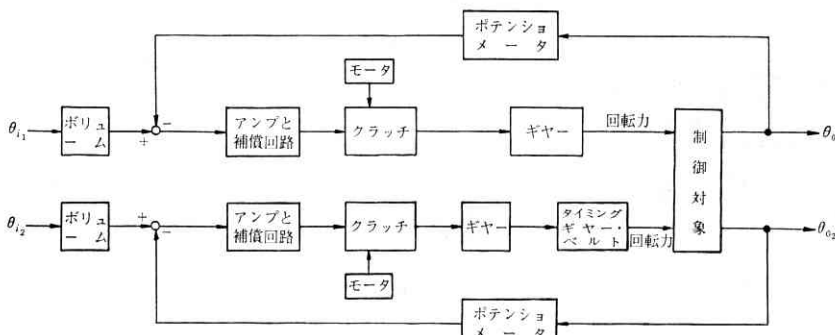 ポテンショ
メータ
モータ
θi1
ボリュ
ーム
−
+
アンプと
補償回路
クラッチ
ギヤー
回転力
制御対象
θ0
θi2
ボリュ
ーム
+
−
アンプと
補償回路
クラッチ
ギヤー
タイミング
ギヤー・
ベルト
回転力
θ02
モータ
ポテンショ
メータ